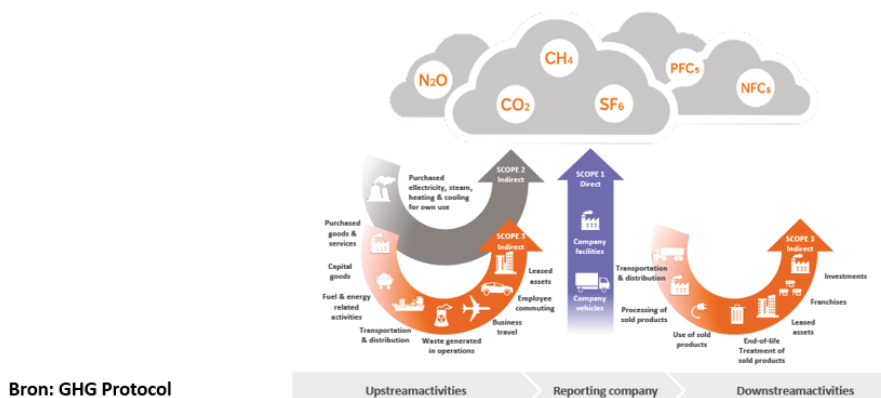 N2O
CH4
CO2
SF6
PFCs
NFCs
SCOPE 2
Indirect
Purchased
electricity, steam,
heating & cooling
for own use
SCOPE 1
Direct
Company
facilities
Company
vehicles
SCOPE 3
Indirect
Purchased
goods &
services
Capital
goods
Fuel & energy
related
activities
Transportation
& distribution
Waste generated
in operations
Business
travel
Employee
commuting
Leased
assets
SCOPE 3
Indirect
Transportation
& distribution
Processing of
sold products
Use of sold
products
End-of-life
Treatment of
sold products
Leased
assets
Franchises
Investments
Bron: GHG Protocol
Upstreamactivities
Reporting company
Downstreamactivities